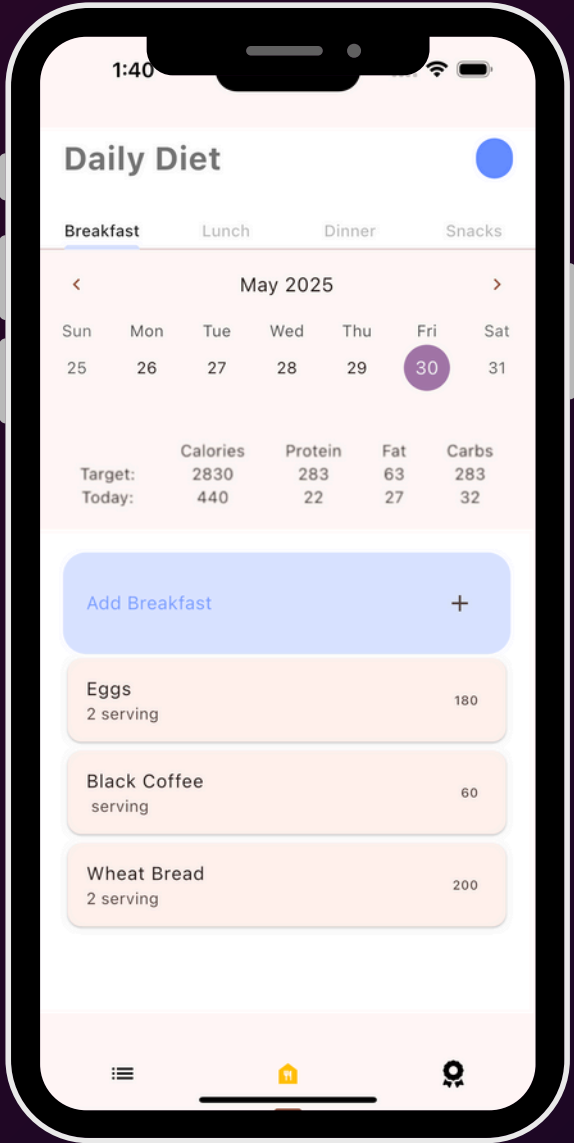 1:40
Daily Diet
Breakfast Lunch Dinner Snacks
May 2025
Sun Mon Tue Wed Thu Fri Sat
25 26 27 28 29 30 31
Calories Protein Fat Carbs
Target: 2830 283 63 283
Today: 440 22 27 32
Add Breakfast +
Eggs
2 serving
180
Black Coffee
serving
60
Wheat Bread
2 serving
200